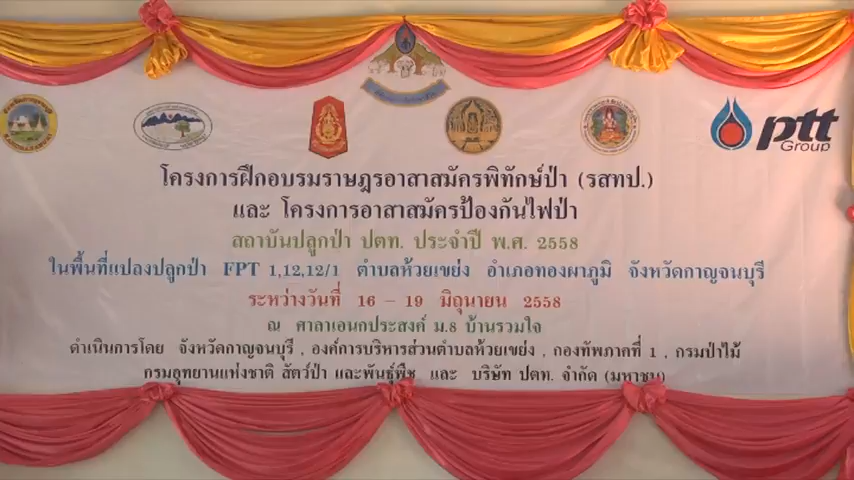 ptt
Group
โครงการฝึกอบรมราษฎรอาสาสมัครพิทักษ์ป่า (รสทป.)
และ โครงการอาสาสมัครป้องกันไฟป่า
สถาบันปลูกป่า ปตท. ประจำปี พ.ศ. 2558
ในพื้นที่แปลงปลูกป่า FPT 1,12,12/1 ตำบลห้วยเขย่ง อำเภอทองผาภูมิ จังหวัดกาญจนบุรี
ระหว่างวันที่ 16 - 19 มิถุนายน 2558
ณ ศาลาเอนกประสงค์ ม.8 บ้านรวมใจ
ดำเนินการโดย จังหวัดกาญจนบุรี , องค์การบริหารส่วนตำบลห้วยเขย่ง , กองทัพภาคที่ 1 , กรมป่าไม้
กรมอุทยานแห่งชาติ สัตว์ป่า และพันธุ์พืช และ บริษัท ปตท. จำกัด (มหาชน)